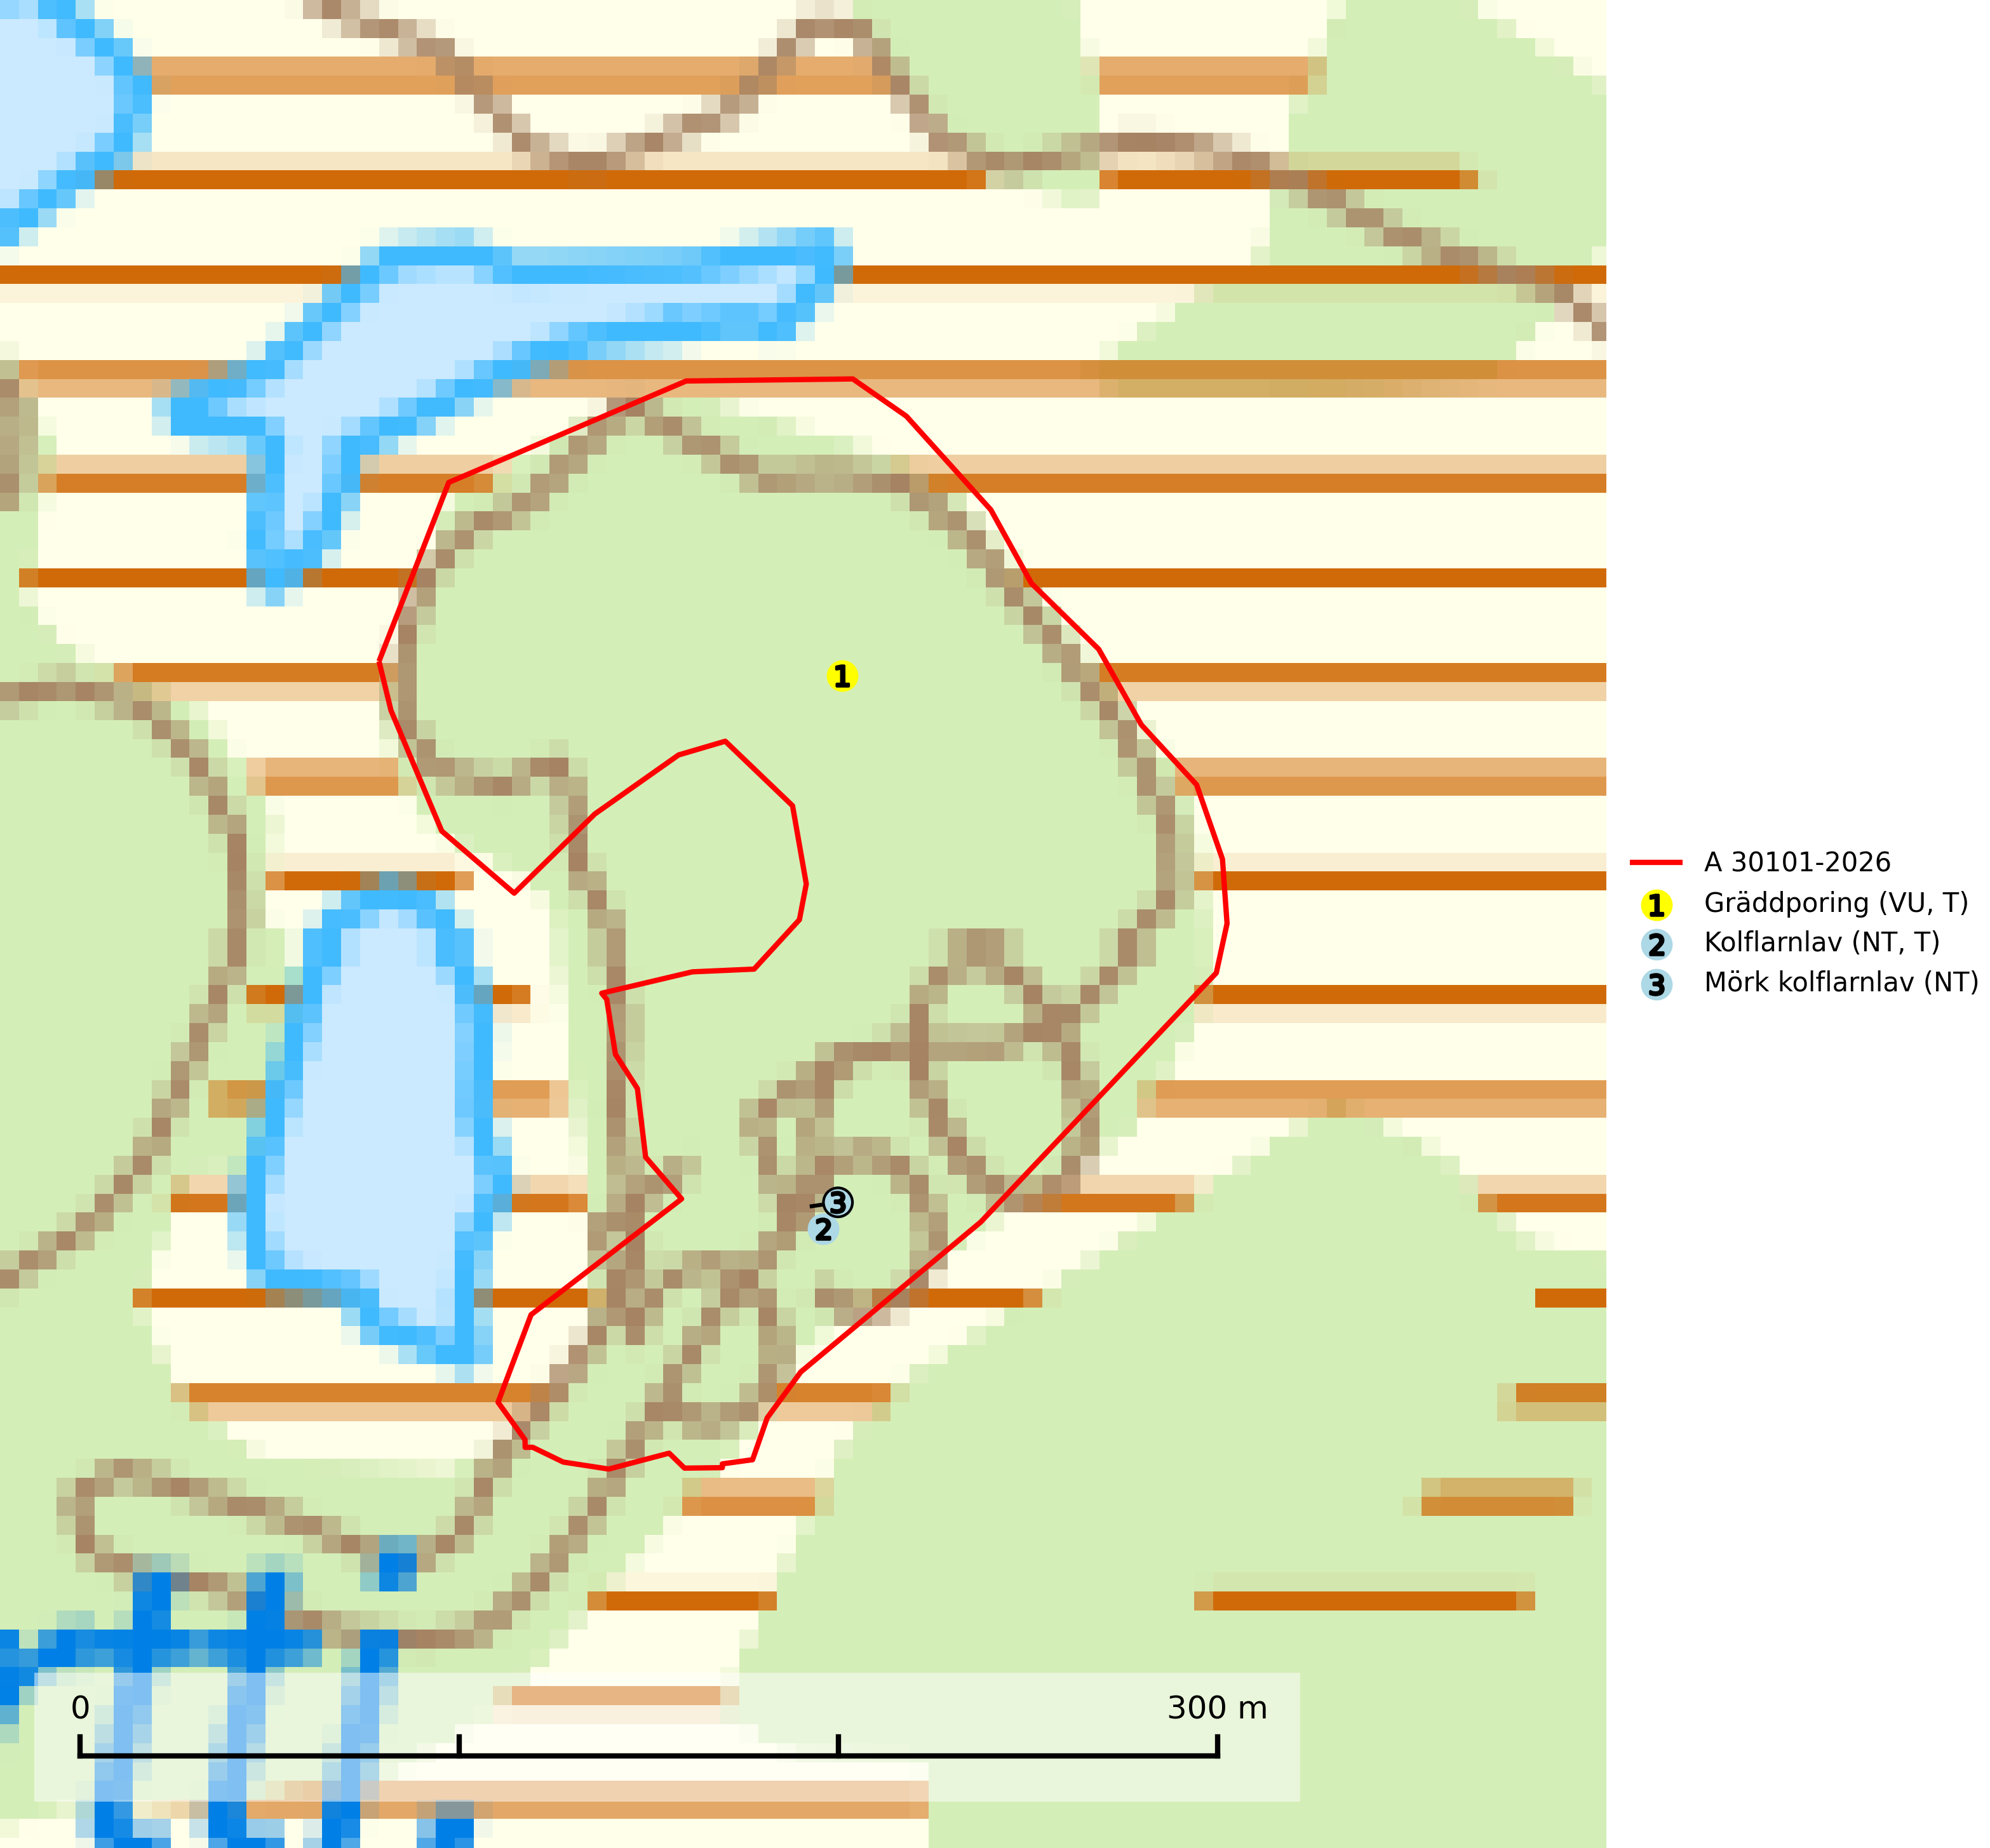 1
3
2
A 30101-2026
1 Gräddporing (VU, T)
2 Kolflarnlav (NT, T)
3 Mörk kolflarnlav (NT)
0 300 m